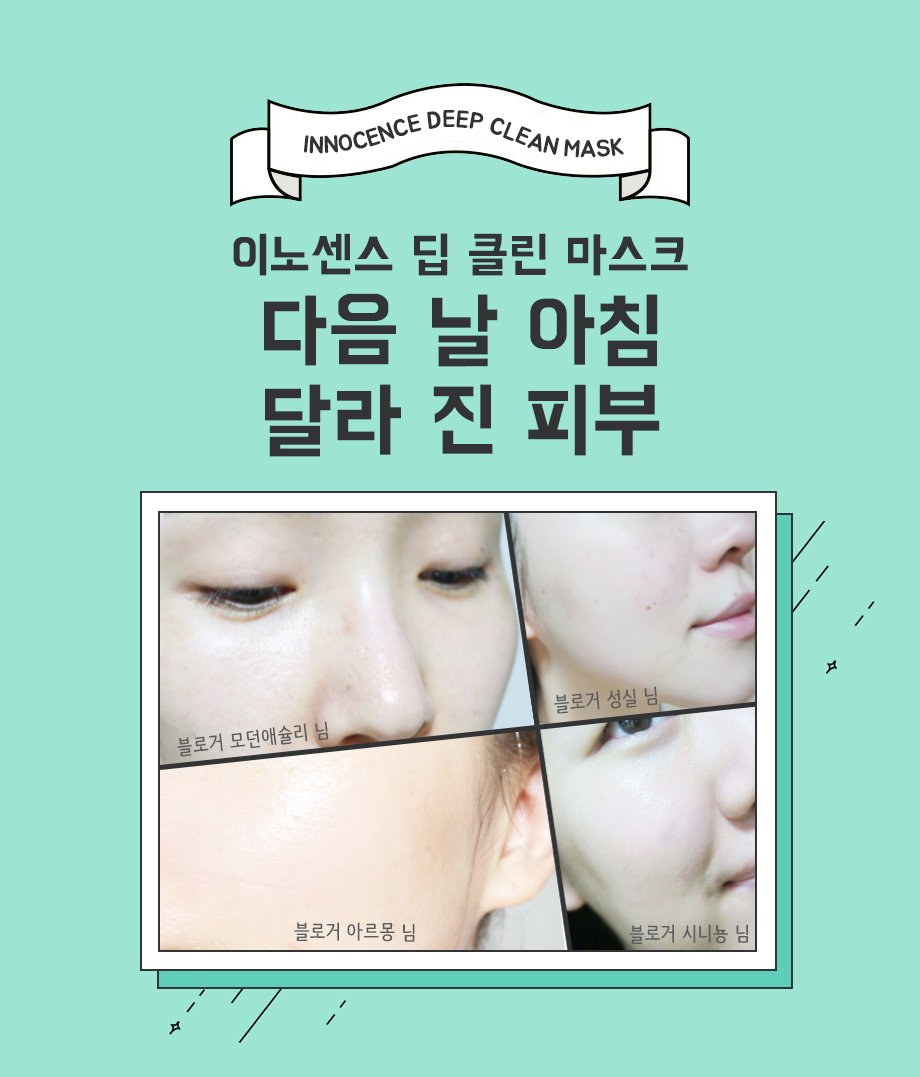 INNOCENCE DEEP CLEAN MASK
이노센스 딥 클린 마스크
다음 날 아침
달라 진 피부
블로거 모던애슐리 님
블로거 성실 님
블로거 아르몽 님
블로거 시니뇽 님